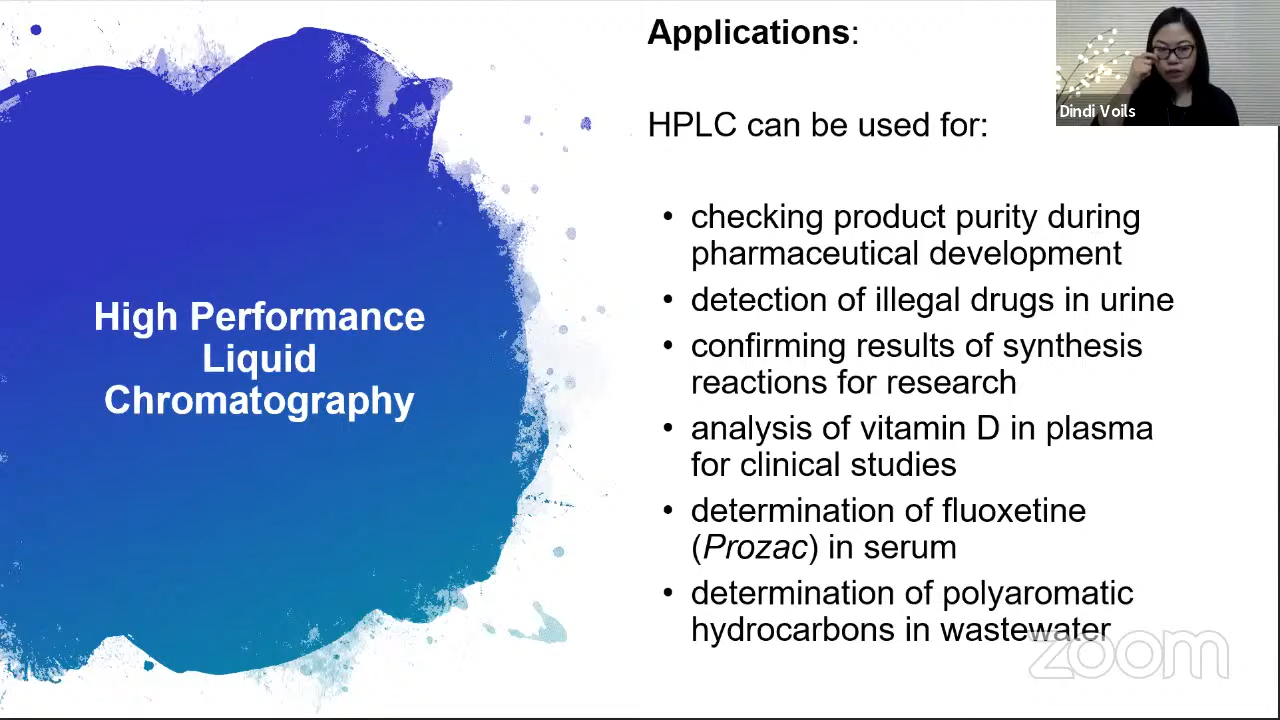 High Performance
Liquid
Chromatography
Applications:
HPLC can be used for:
• checking product purity during
pharmaceutical development
• detection of illegal drugs in urine
• confirming results of synthesis
reactions for research
• analysis of vitamin D in plasma
for clinical studies
• determination of fluoxetine
(Prozac) in serum
• determination of polyaromatic
hydrocarbons in wastewater
Dindi Voils
zoom